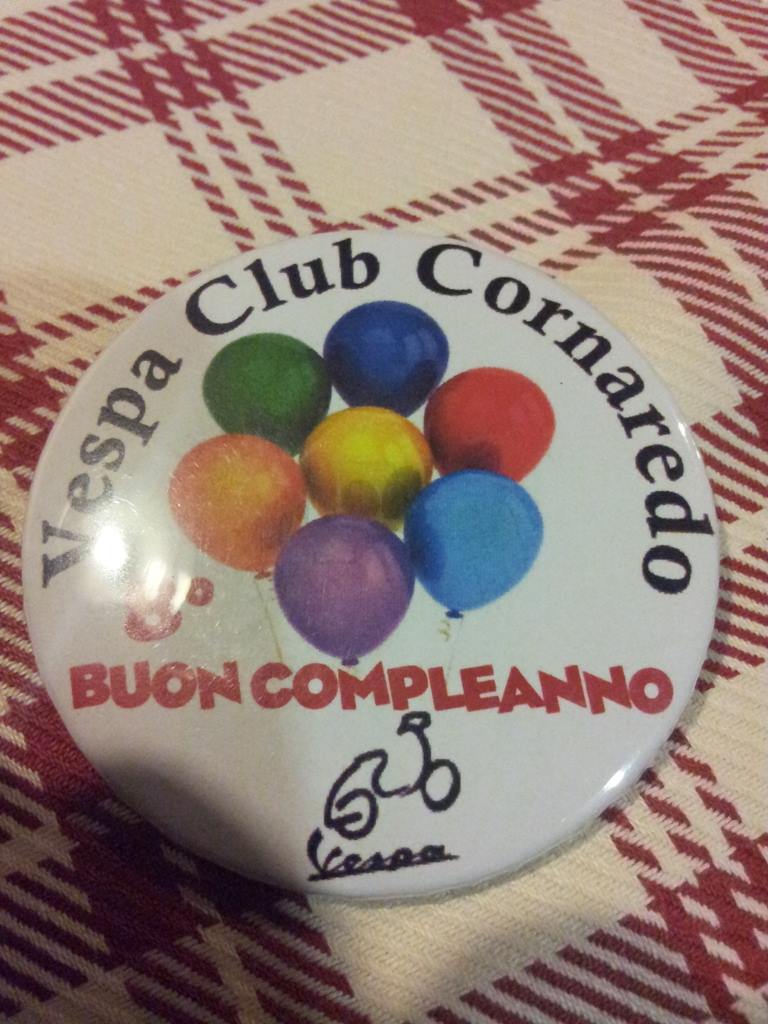 Vespa Club Cornaredo
8°
BUON COMPLEANNO
Vespa